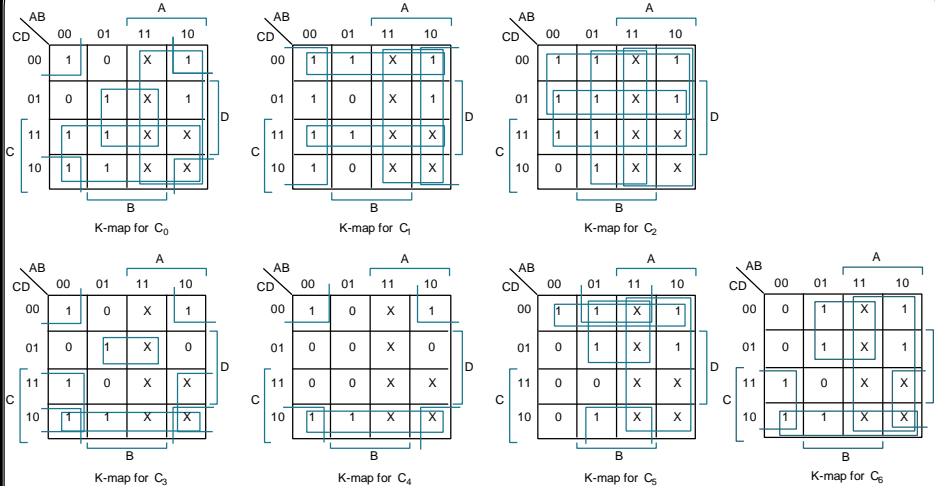 AB
A
CD 00 01 11 10
00 1 0 X 1
01 0 1 X 1
D
11 1 1 X X
C
10 1 1 X X
B
K-map for C₀
AB
A
CD 00 01 11 10
00 1 1 X 1
01 1 0 X 1
D
11 1 1 X X
C
10 1 0 X X
B
K-map for C₁
AB
A
CD 00 01 11 10
00 1 1 X 1
01 1 1 X 1
D
11 1 1 X X
C
10 0 1 X X
B
K-map for C₂
AB
A
CD 00 01 11 10
00 1 0 X 1
01 0 1 X 0
D
11 1 0 X X
C
10 1 1 X X
B
K-map for C₃
AB
A
CD 00 01 11 10
00 1 0 X 1
01 0 0 X 0
D
11 0 0 X X
C
10 1 1 X X
B
K-map for C₄
AB
A
CD 00 01 11 10
00 1 1 X 1
01 0 1 X 1
D
11 0 0 X X
C
10 0 1 X X
B
K-map for C₅
AB
A
CD 00 01 11 10
00 0 1 X 1
01 0 1 X 1
11 1 0 X X
C
10 1 1 X X
B
K-map for C₆